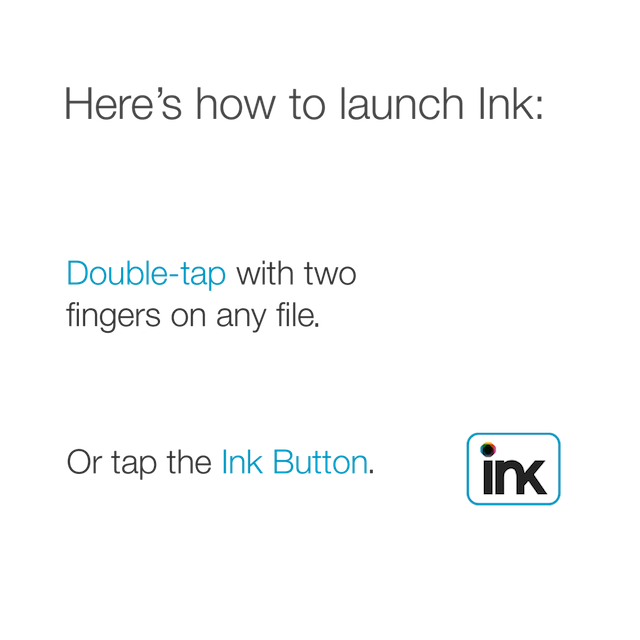 Here’s how to launch Ink:
Double-tap with two
fingers on any file.
Or tap the Ink Button.
ink